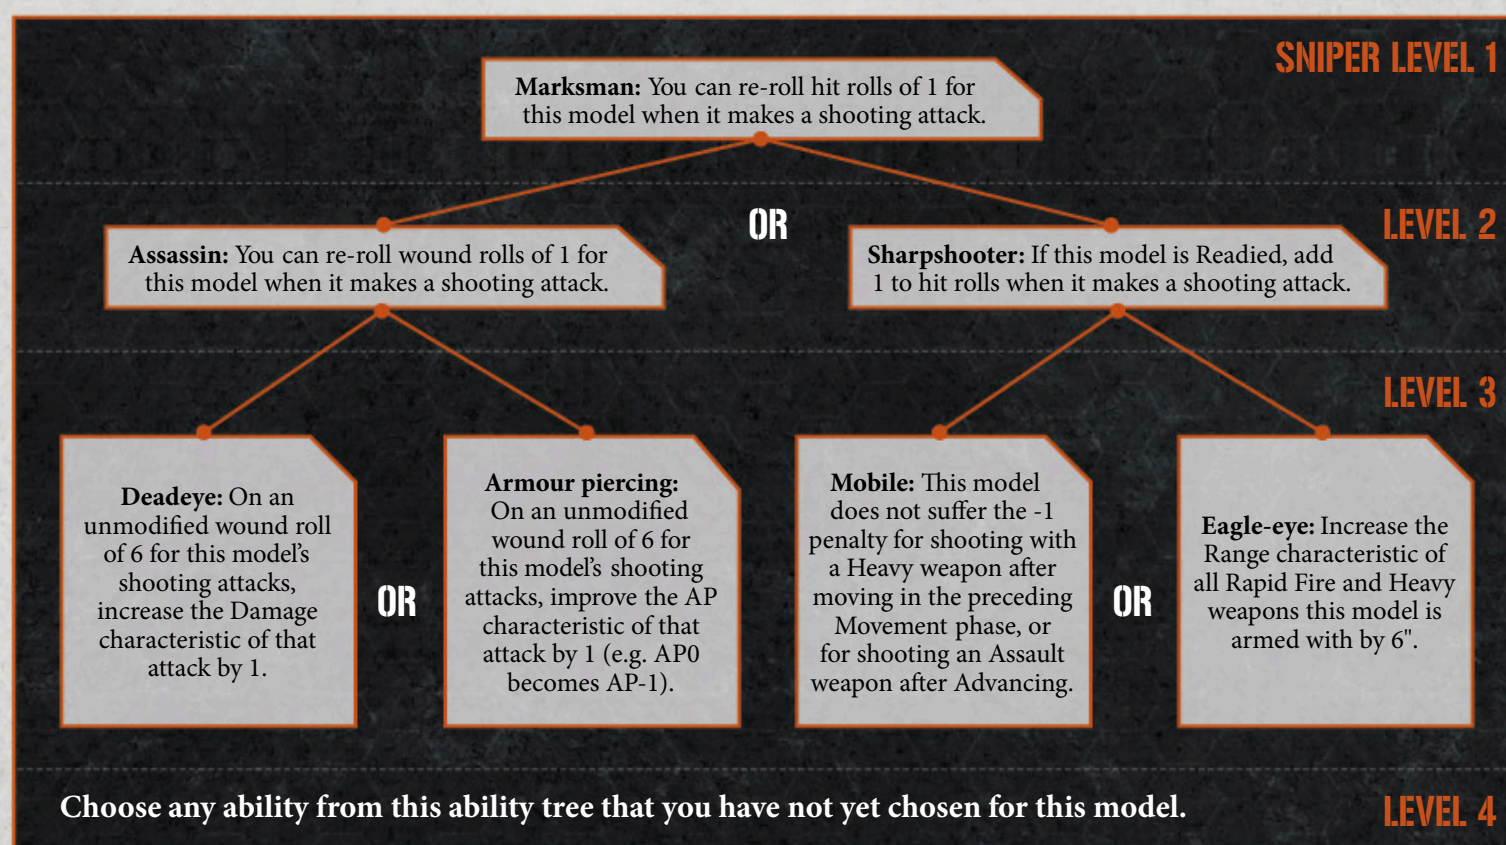 SNIPER LEVEL 1
Marksman: You can re-roll hit rolls of 1 for
this model when it makes a shooting attack.
LEVEL 2
Assassin: You can re-roll wound rolls of 1 for
this model when it makes a shooting attack.
OR
Sharpshooter: If this model is Readied, add
1 to hit rolls when it makes a shooting attack.
LEVEL 3
Deadeye: On an
unmodified wound roll
of 6 for this model's
shooting attacks,
increase the Damage
characteristic of that
attack by 1.
OR
Armour piercing:
On an unmodified
wound roll of 6 for
this model's shooting
attacks, improve the AP
characteristic of that
attack by 1 (e.g. AP0
becomes AP-1).
Mobile: This model
does not suffer the -1
penalty for shooting with
a Heavy weapon after
moving in the preceding
Movement phase, or
for shooting an Assault
weapon after Advancing.
OR
Eagle-eye: Increase the
Range characteristic of
all Rapid Fire and Heavy
weapons this model is
armed with by 6".
Choose any ability from this ability tree that you have not yet chosen for this model.
LEVEL 4